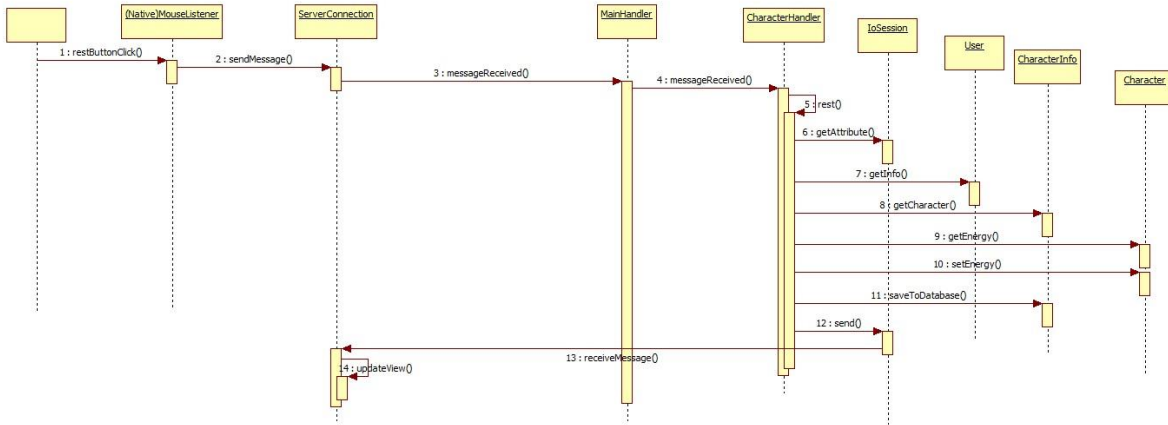 (Native)MouseListener
ServerConnection
MainHandler
CharacterHandler
IoSession
User
CharacterInfo
Character
1 : restButtonClick()
2 : sendMessage()
3 : messageReceived()
4 : messageReceived()
5 : rest()
6 : getAttribute()
7 : getInfo()
8 : getCharacter()
9 : getEnergy()
10 : setEnergy()
11 : saveToDatabase()
12 : send()
13 : receiveMessage()
14 : updateView()